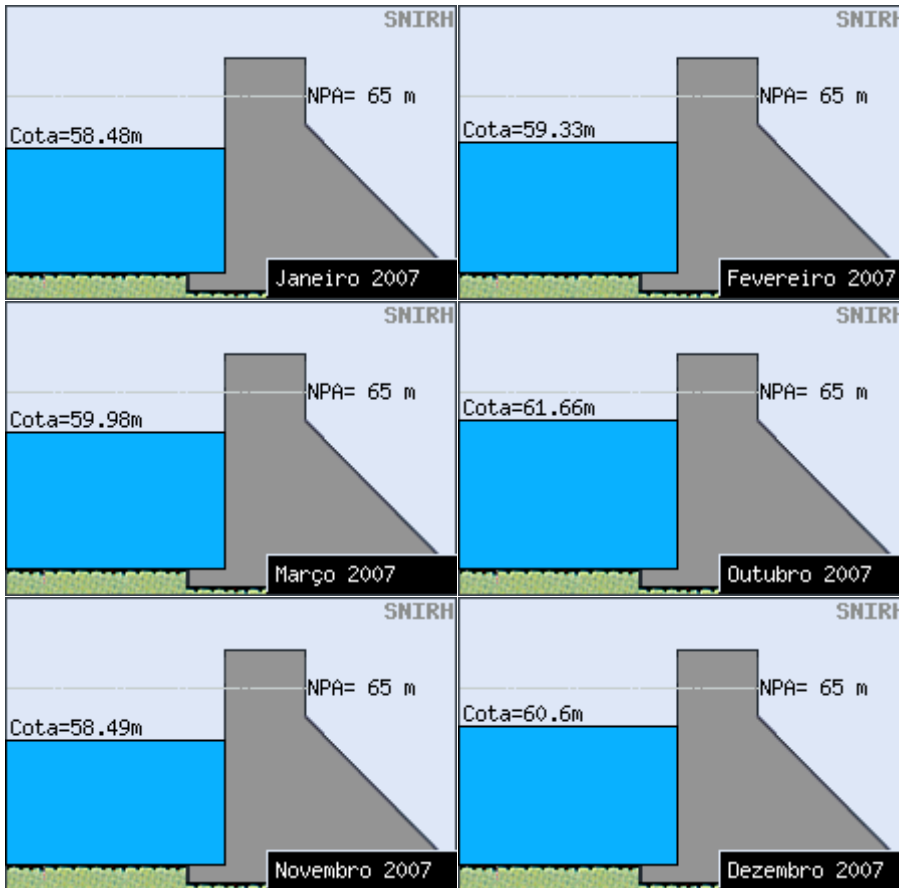 SNIRH
NPA= 65 m
Cota=58.48m
Janeiro 2007
SNIRH
NPA= 65 m
Cota=59.33m
Fevereiro 2007
SNIRH
NPA= 65 m
Cota=59.98m
Março 2007
SNIRH
NPA= 65 m
Cota=61.66m
Outubro 2007
SNIRH
NPA= 65 m
Cota=58.49m
Novembro 2007
SNIRH
NPA= 65 m
Cota=60.6m
Dezembro 2007